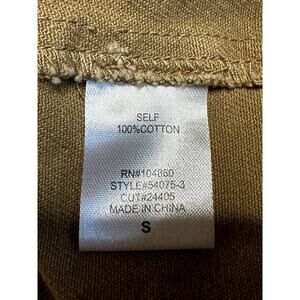 SELF
100%COTTON
RN#104860
STYLE#54075-3
CUT#24405
MADE IN CHINA
S